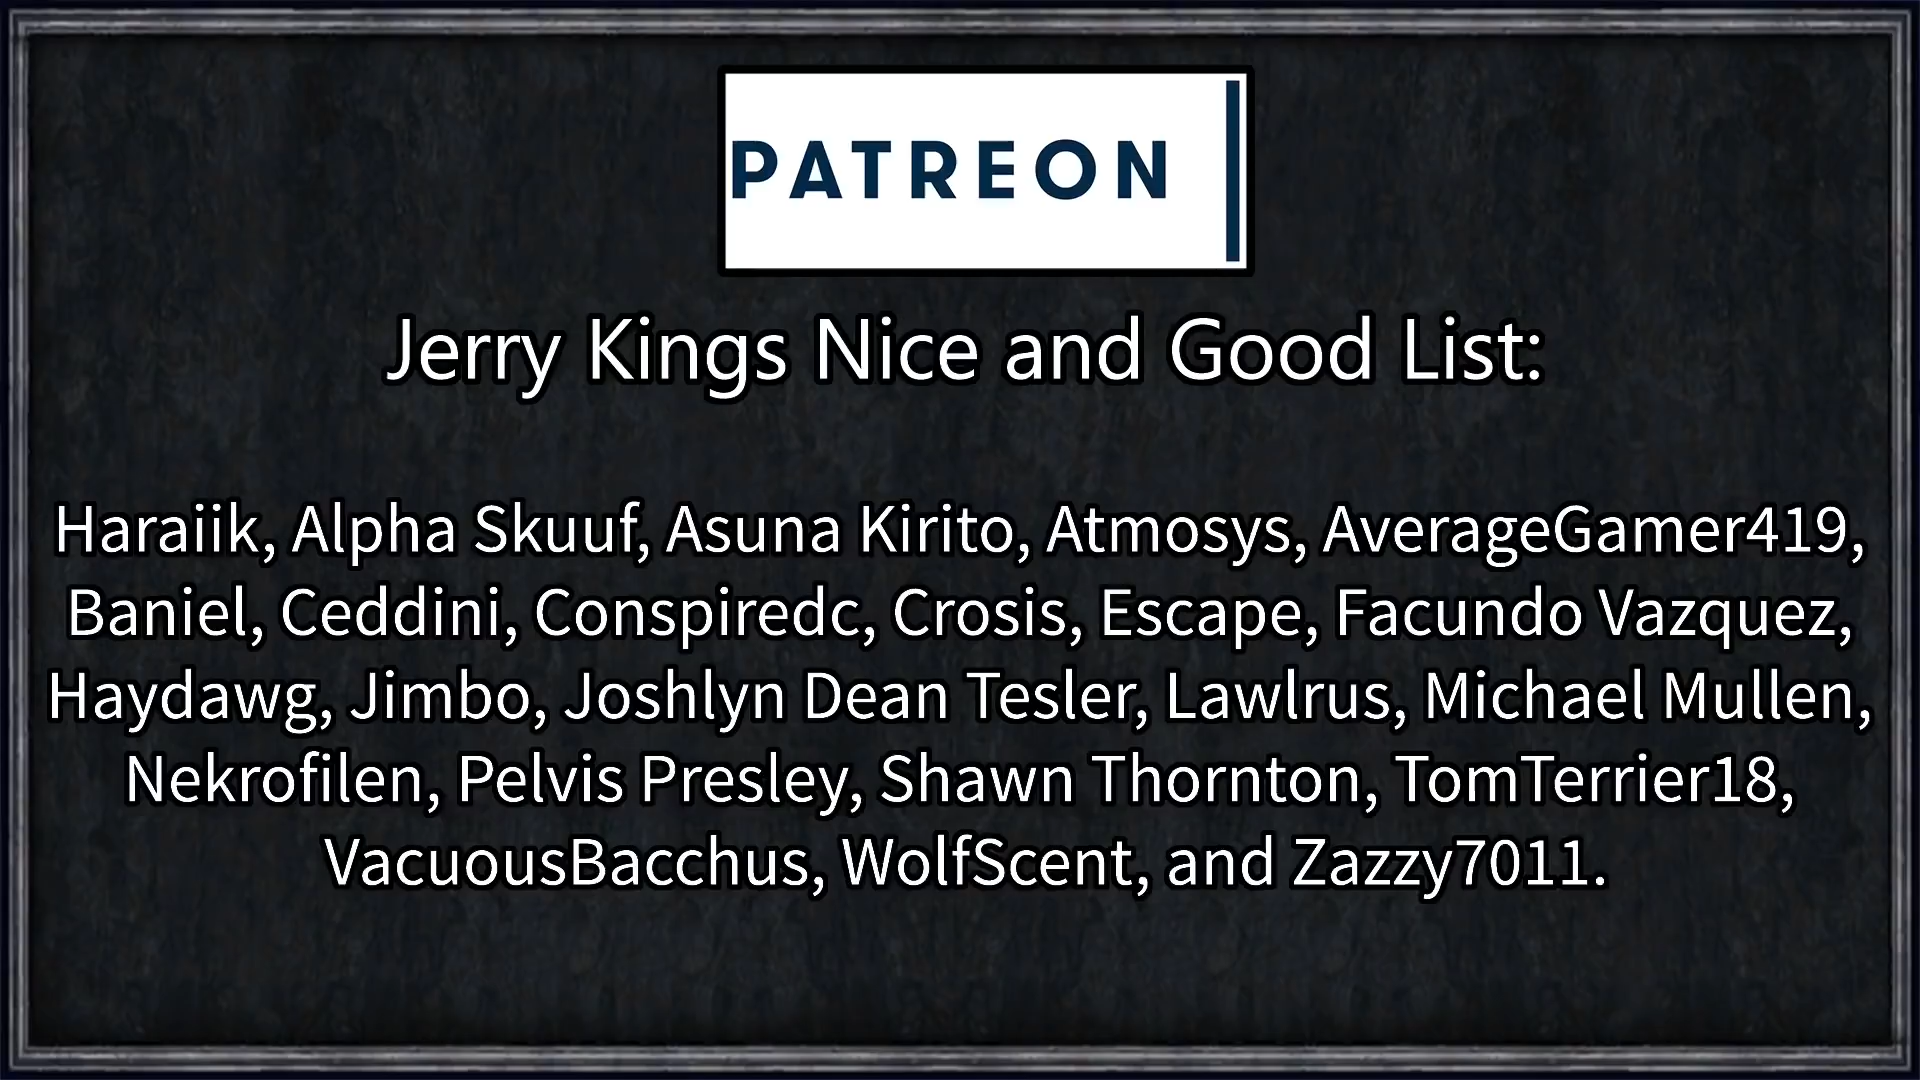 PATREON
Jerry Kings Nice and Good List:
Haraiik, Alpha Skuuf, Asuna Kirito, Atmosys, AverageGamer419,
Baniel, Ceddini, Conspiredc, Crosis, Escape, Facundo Vazquez,
Haydawg, Jimbo, Joshlyn Dean Tesler, Lawlrus, Michael Mullen,
Nekrofilen, Pelvis Presley, Shawn Thornton, TomTerrier18,
VacuousBacchus, WolfScent, and Zazzy7011.